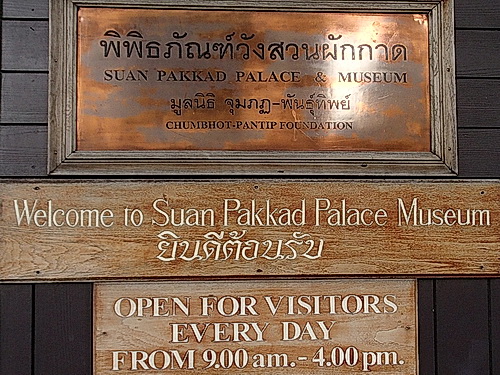 พิพิธภัณฑ์วังสวนผักกาด
SUAN PAKKAD PALACE & MUSEUM
มูลนิธิ จุมภฏ-พันธุ์ทิพย์
CHUMBHOT-PANTIP FOUNDATION
Welcome to Suan Pakkad Palace Museum
ยินดีต้อนรับ
OPEN FOR VISITORS
EVERY DAY
FROM 9.00 am.- 4.00 pm.